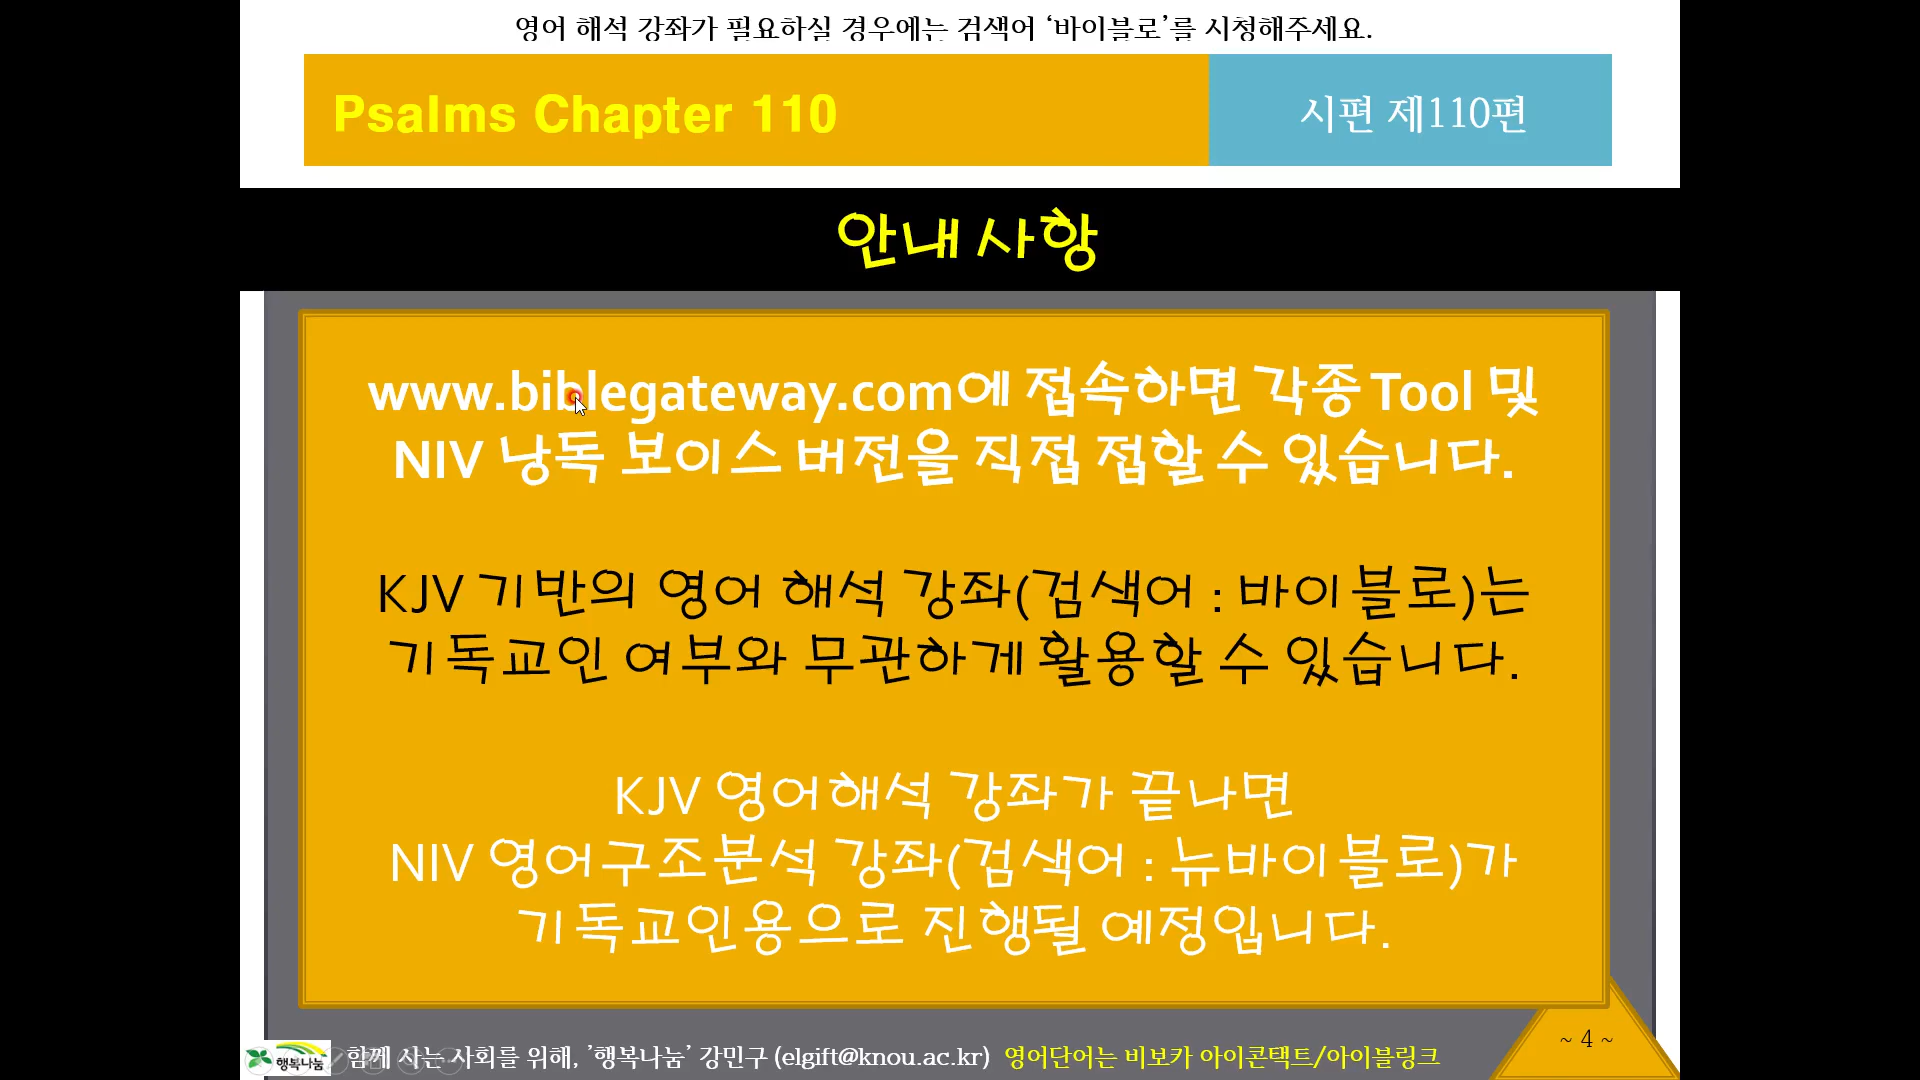 영어 해석 강좌가 필요하실 경우에는 검색어 ‘바이블로’를 시청해주세요.
Psalms Chapter 110
시편 제110편
안내 사항
www.biblegateway.com에 접속하면 각종 Tool 및
NIV 낭독 보이스 버전을 직접 접할 수 있습니다.
KJV 기반의 영어 해석 강좌(검색어 : 바이블로)는
기독교인 여부와 무관하게 활용할 수 있습니다.
KJV 영어해석 강좌가 끝나면
NIV 영어구조분석 강좌(검색어 : 뉴바이블로)가
기독교인용으로 진행될 예정입니다.
~ 4 ~
행복나눔
함께 사는 사회를 위해, ’행복나눔’ 강민구 (elgift@knou.ac.kr) 영어단어는 비보카 아이콘택트/아이블링크